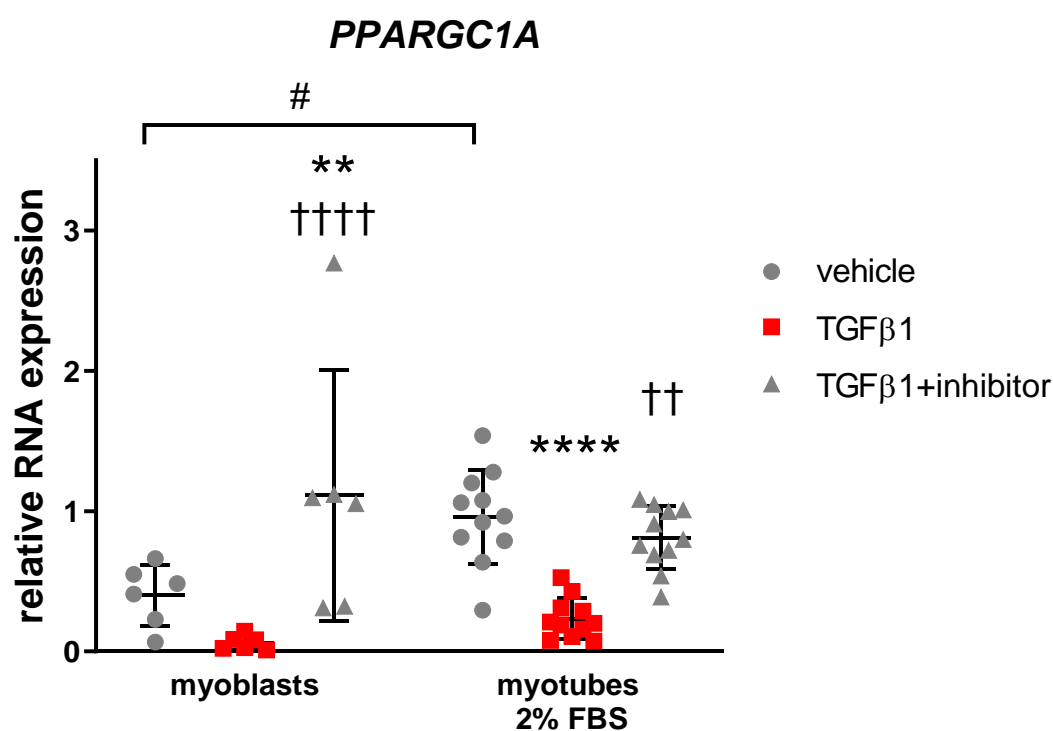 PPARGC1A
#
**
††††
relative RNA expression
3
2
1
0
****
††
vehicle
TGFβ1
TGFβ1+inhibitor
myoblasts
myotubes
2% FBS